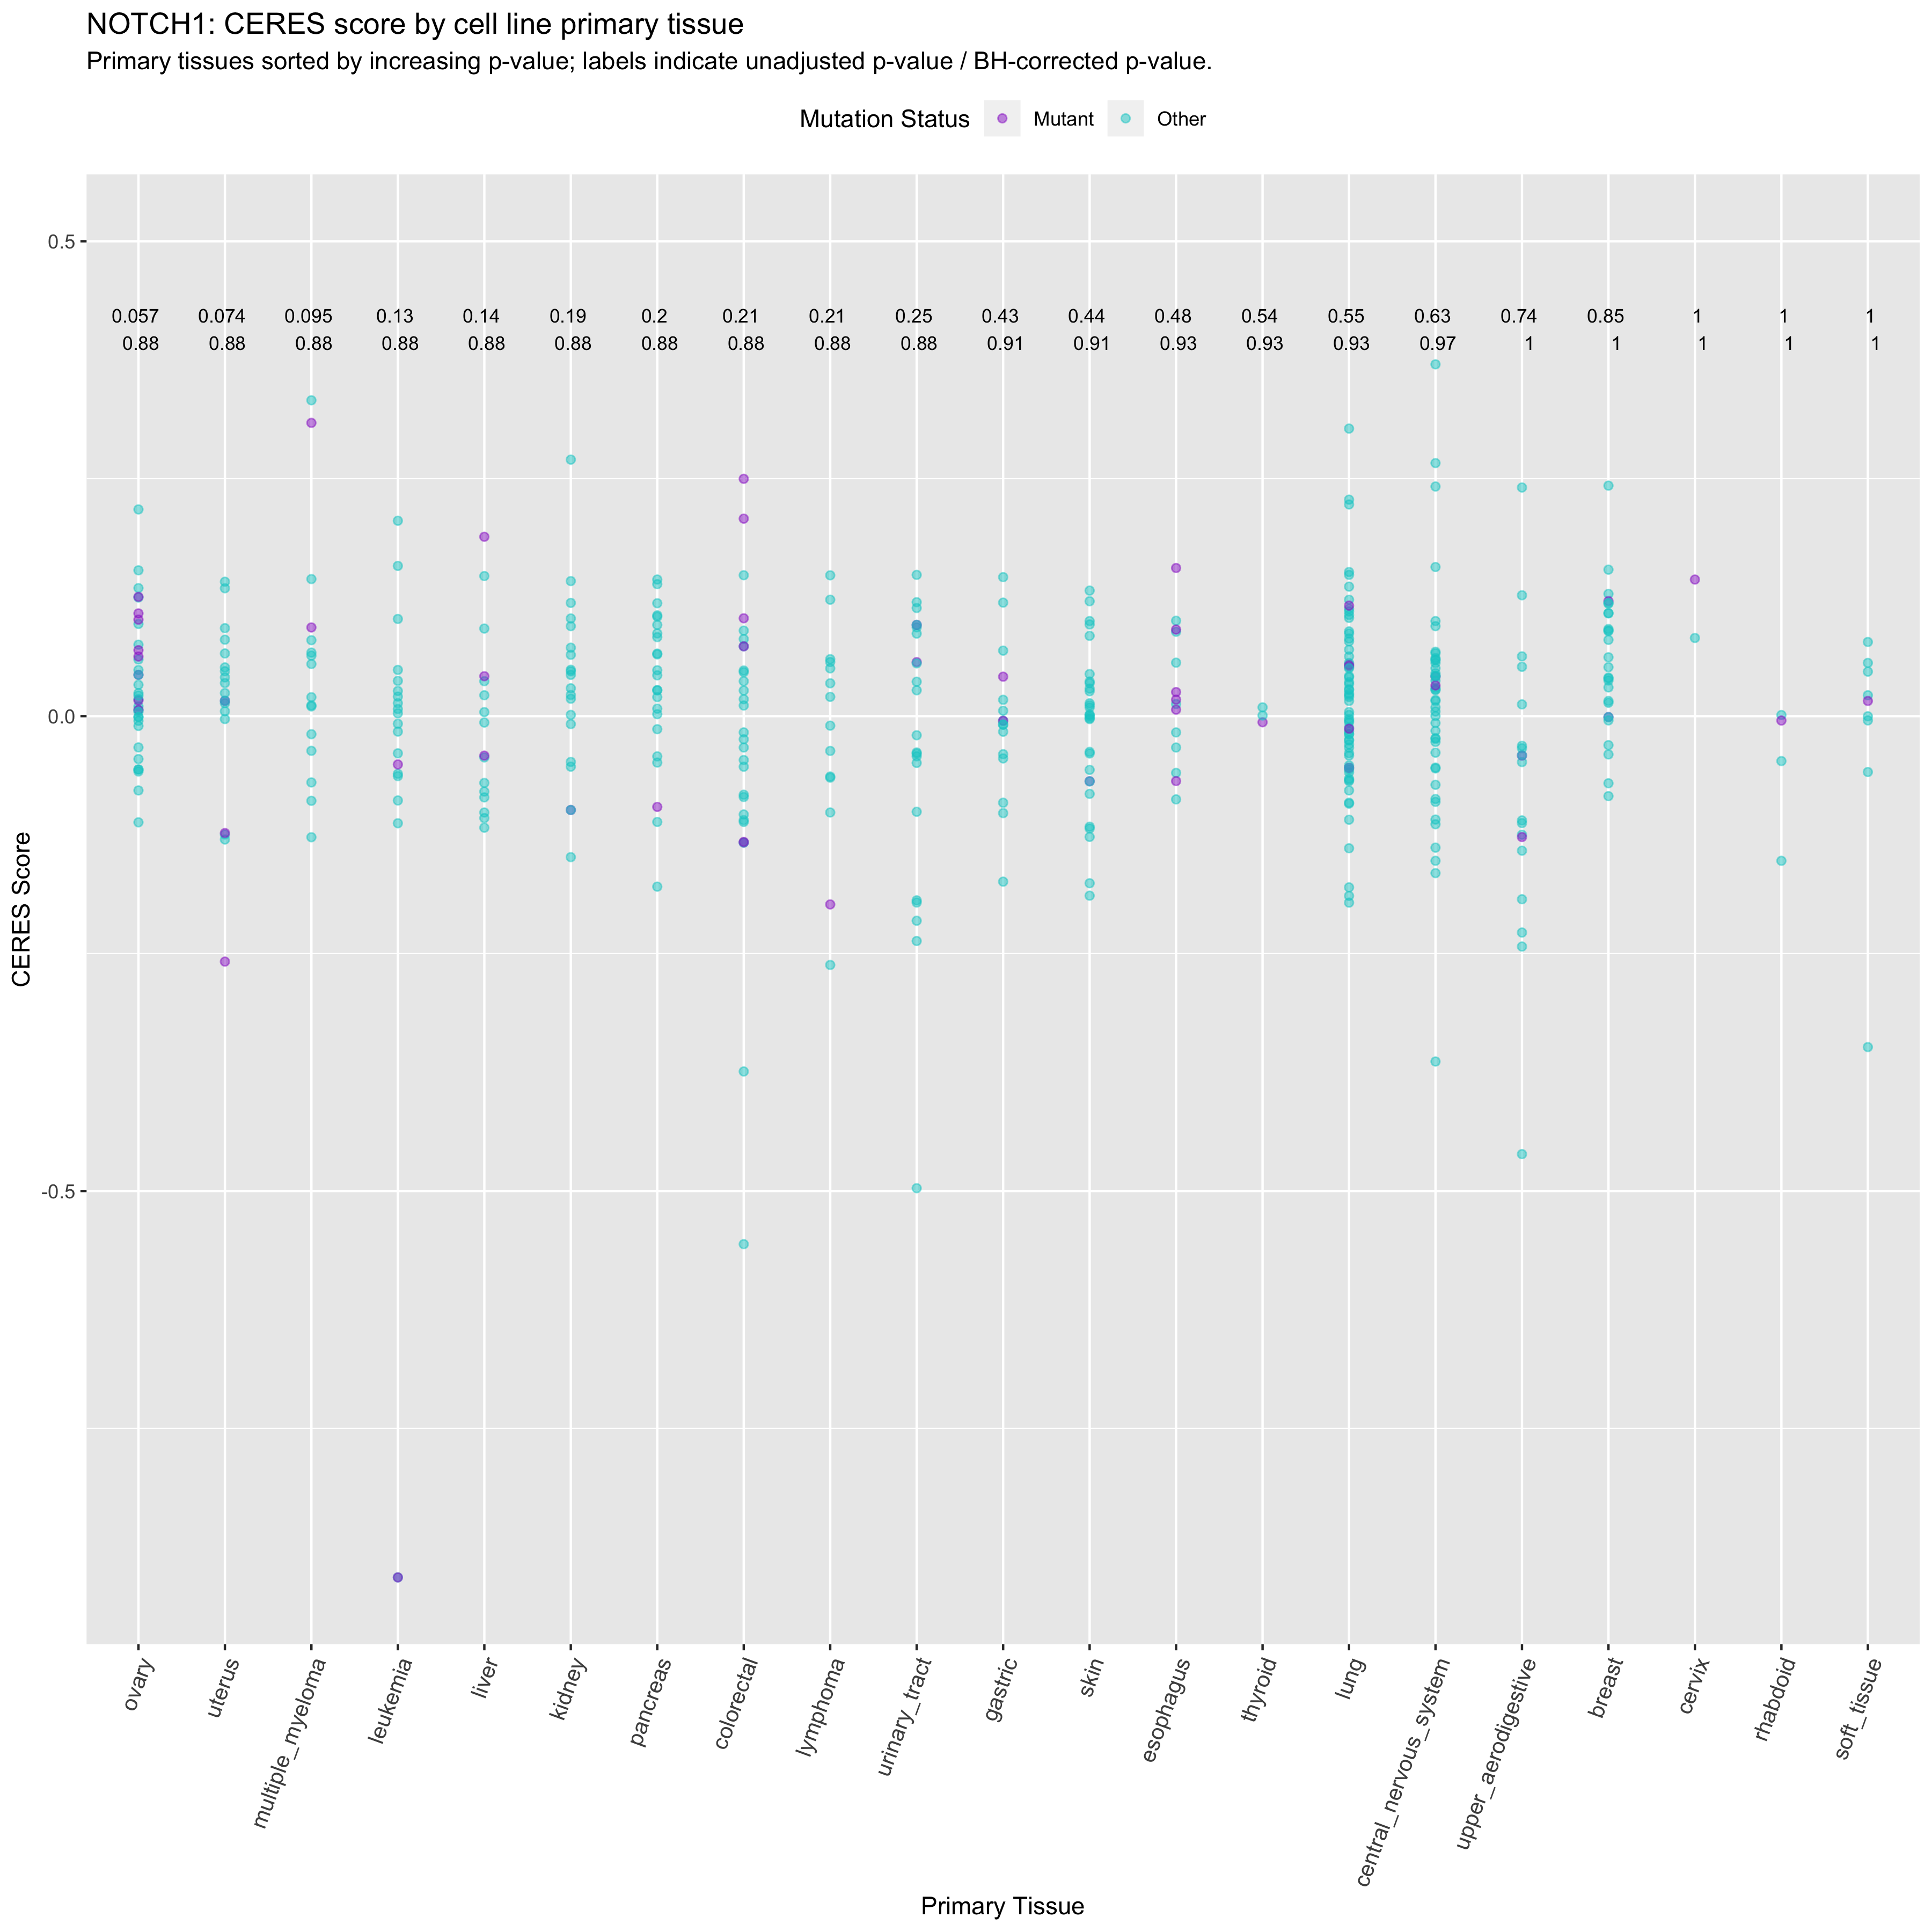 NOTCH1: CERES score by cell line primary tissue
Primary tissues sorted by increasing p-value; labels indicate unadjusted p-value / BH-corrected p-value.
Mutation Status Mutant Other
0.5
0.057 0.074 0.095 0.13 0.14 0.19 0.2 0.21 0.21 0.25 0.43 0.44 0.48 0.54 0.55 0.63 0.74 0.85 1 1 1
0.88 0.88 0.88 0.88 0.88 0.88 0.88 0.88 0.88 0.88 0.91 0.91 0.93 0.93 0.93 0.97 1 1 1 1 1
0.0
CERES Score
-0.5
ovary
uterus
multiple_myeloma
leukemia
liver
kidney
pancreas
colorectal
lymphoma
urinary_tract
gastric
skin
esophagus
thyroid
lung
central_nervous_system
upper_aerodigestive
breast
cervix
rhabdoid
soft_tissue
Primary Tissue